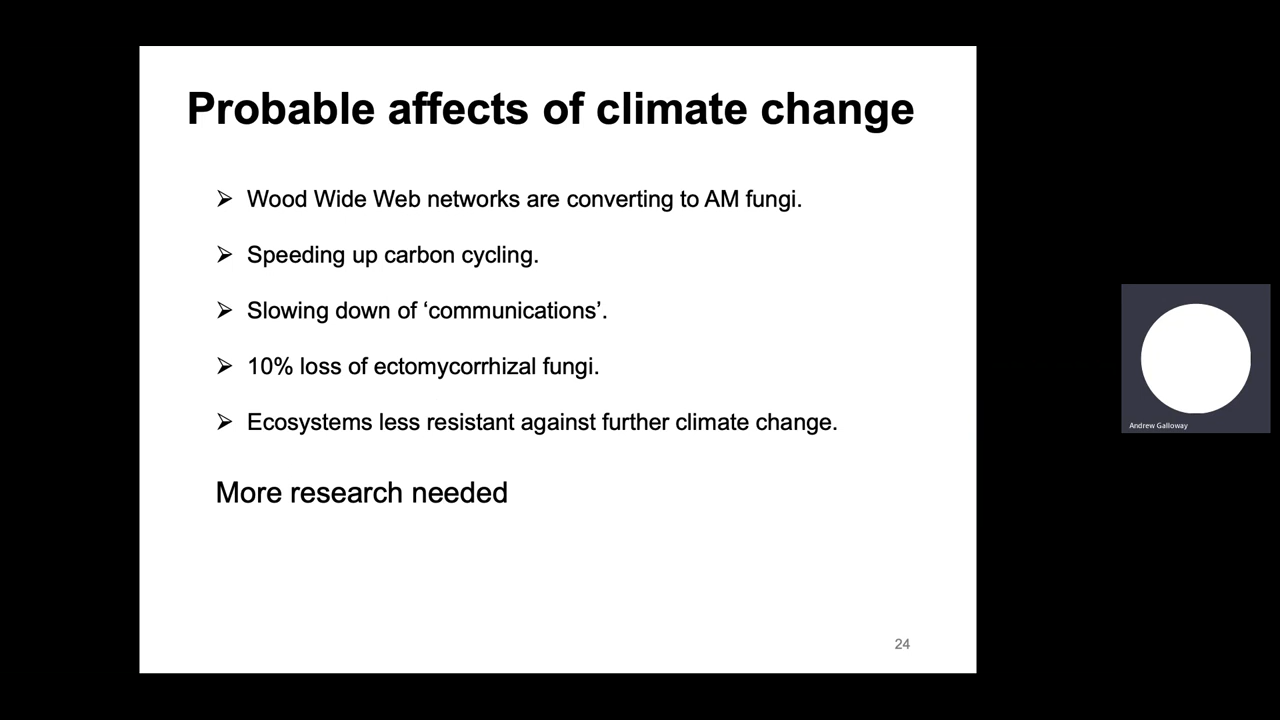 Probable affects of climate change
➢ Wood Wide Web networks are converting to AM fungi.
➢ Speeding up carbon cycling.
➢ Slowing down of ‘communications’.
➢ 10% loss of ectomycorrhizal fungi.
➢ Ecosystems less resistant against further climate change.
More research needed
24
Andrew Galloway